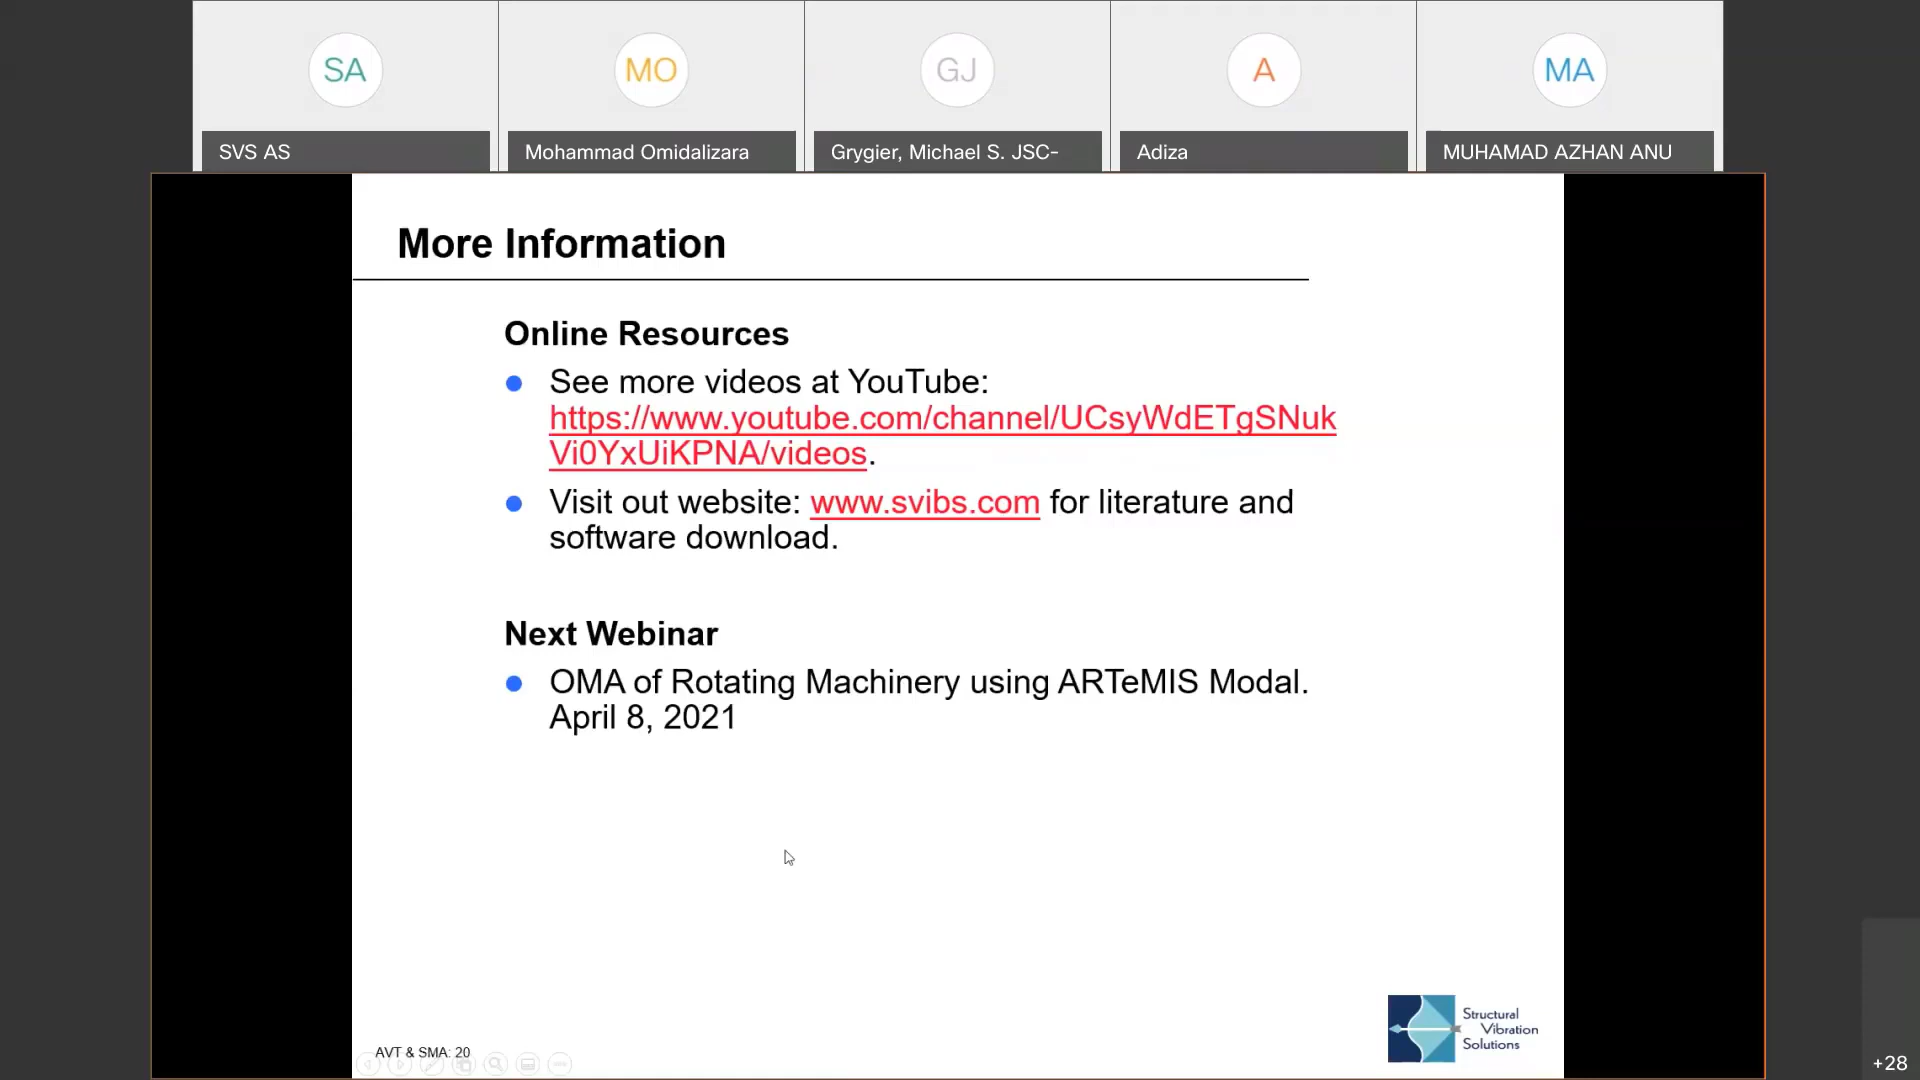 SA
MO
GJ
A
MA
SVS AS
Mohammad Omidalizara
Grygier, Michael S. JSC-
Adiza
MUHAMAD AZHAN ANU
More Information
Online Resources
See more videos at YouTube:
https://www.youtube.com/channel/UCsyWdETgSNuk
Vi0YxUiKPNA/videos.
Visit out website: www.svibs.com for literature and
software download.
Next Webinar
OMA of Rotating Machinery using ARTeMIS Modal.
April 8, 2021
Structural
Vibration
Solutions
AVT & SMA: 20
+28